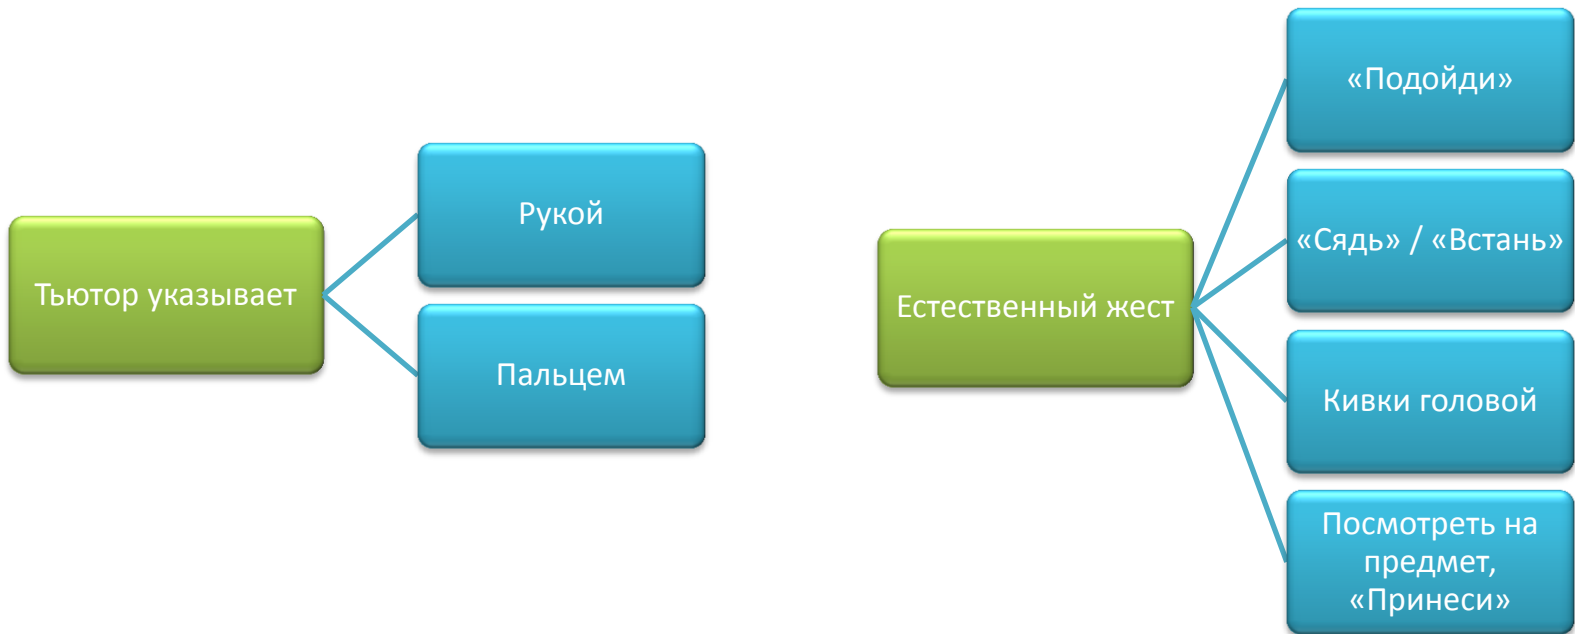 Тьютор указывает
Рукой
Пальцем
Естественный жест
«Подойди»
«Сядь» / «Встань»
Кивки головой
Посмотреть на
предмет,
«Принеси»